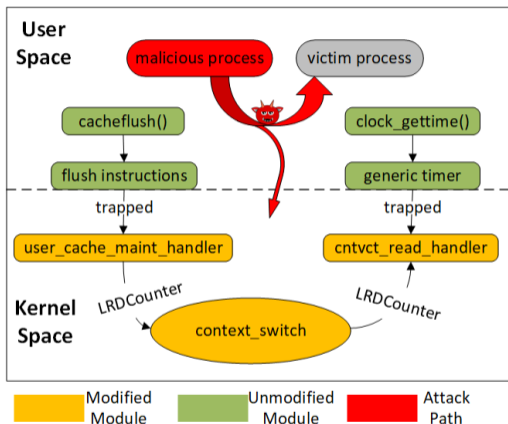 User
Space
malicious process
victim process
cacheflush()
clock_gettime()
flush instructions
generic timer
trapped
trapped
user_cache_maint_handler
cntvct_read_handler
LRDCounter
LRDCounter
Kernel
Space
context_switch
Modified
Module
Unmodified
Module
Attack
Path